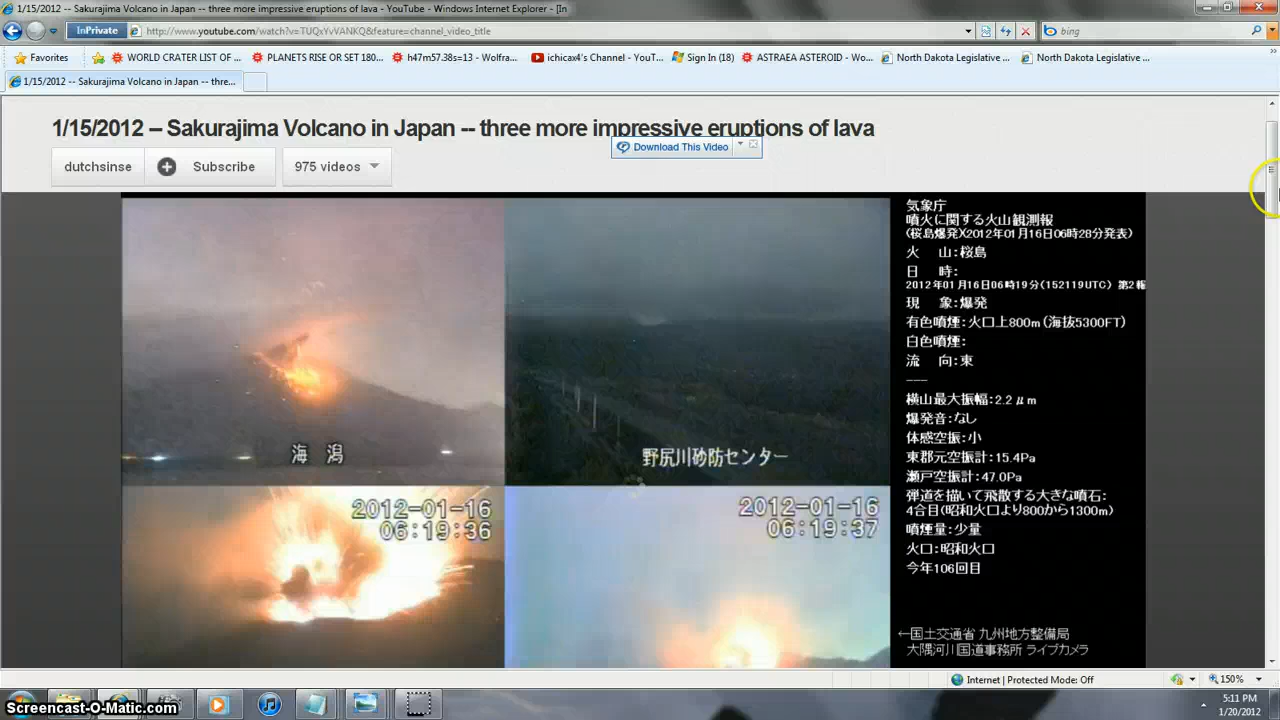 1/15/2012 -- Sakurajima Volcano in Japan -- three more impressive eruptions of lava - YouTube - Windows Internet Explorer - [In
InPrivate
http://www.youtube.com/watch?v=TUQxYvVANKQ&feature=channel_video_title
bing
Favorites
WORLD CRATER LIST OF ...
PLANETS RISE OR SET 180...
h47m57.38s=13 - Wolfra...
ichicax4's Channel - YouT...
Sign In (18)
ASTRAEA ASTEROID - Wo...
North Dakota Legislative ...
North Dakota Legislative ...
1/15/2012 -- Sakurajima Volcano in Japan -- thre...
1/15/2012 -- Sakurajima Volcano in Japan -- three more impressive eruptions of lava
Download This Video
dutchsinse
Subscribe
975 videos
海 潟
野尻川砂防センター
2012-01-16
06:19:36
2012-01-16
06:19:37
気象庁
噴火に関する火山観測報
(桜島爆発)(2012年01月16日06時28分発表)
火 山:桜島
日 時:
2012年01月16日06時19分(152119UTC) 第2報
現 象:爆発
有色噴煙:火口上800m(海抜5300FT)
白色噴煙:
流 向:東
---
横山最大振幅:2.2μm
爆発音:なし
体感空振:小
東郡元空振計:15.4Pa
瀬戸空振計:47.0Pa
弾道を描いて飛散する大きな噴石:
4合目(昭和火口より800から1300m)
噴煙量:少量
火口:昭和火口
今年106回目
←国土交通省 九州地方整備局
大隅河川国道事務所 ライブカメラ
Internet | Protected Mode: Off
150%
Screencast-O-Matic.com
5:11 PM
1/20/2012